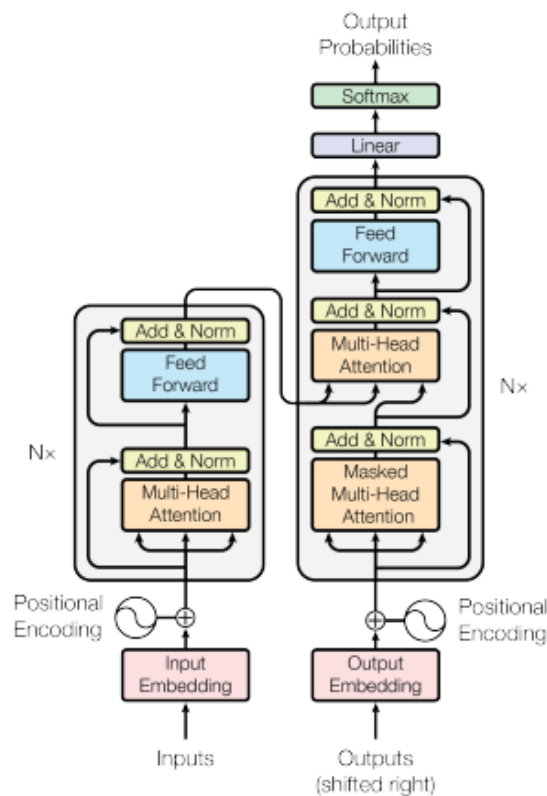 Output
Probabilities
Softmax
Linear
Add & Norm
Feed
Forward
Add & Norm
Multi-Head
Attention
Add & Norm
Masked
Multi-Head
Attention
Nx
Add & Norm
Feed
Forward
Add & Norm
Multi-Head
Attention
Nx
Positional
Encoding
Positional
Encoding
Input
Embedding
Output
Embedding
Inputs
Outputs
(shifted right)